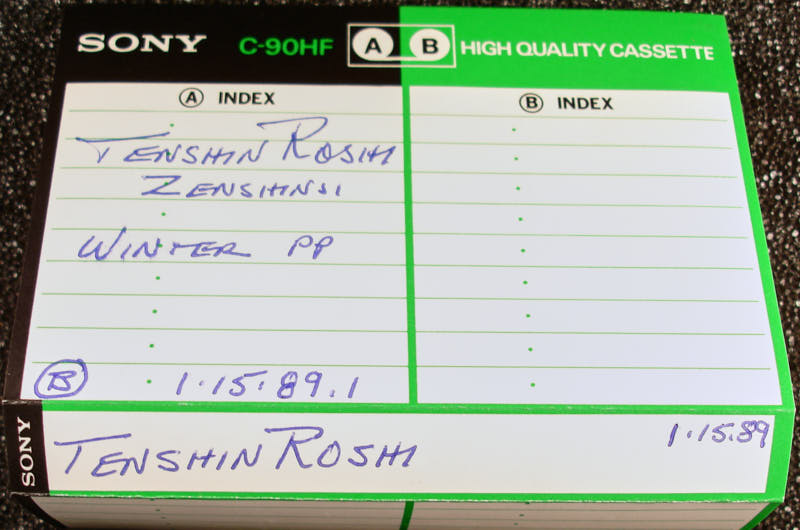 SONY C-90HF A B HIGH QUALITY CASSETTE
A INDEX
B INDEX
TENSHIN ROSHI
ZENSHINJI
WINTER PP
B 1.15.89.1
SONY
TENSHIN ROSHI
1.15.89